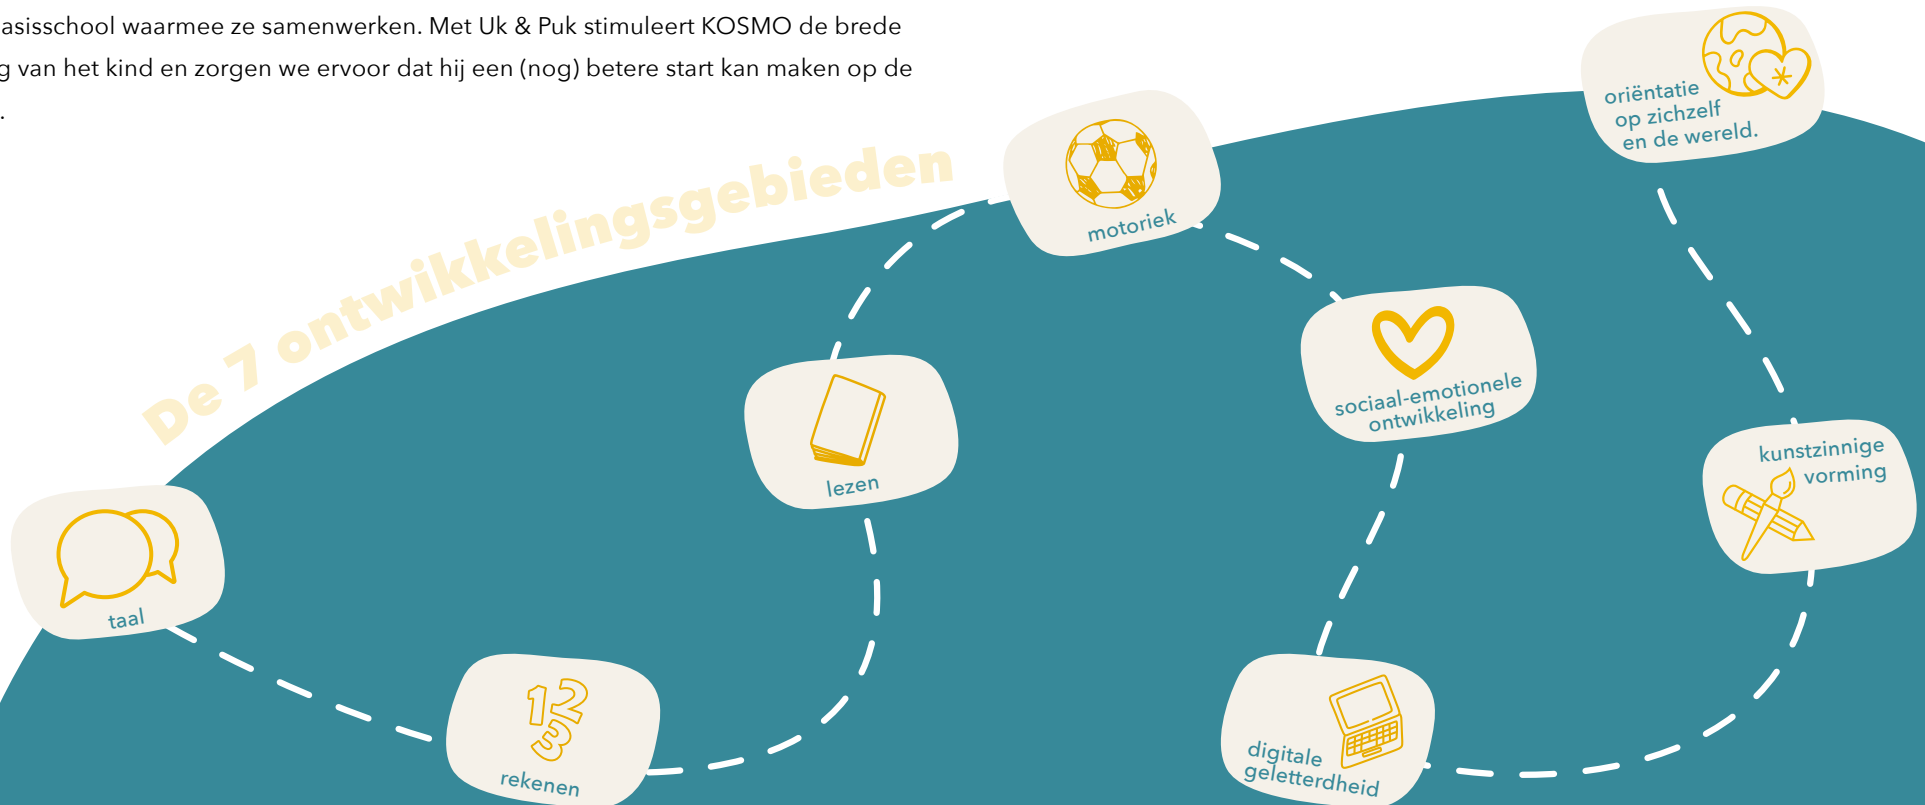 asisschool waarmee ze samenwerken. Met Uk & Puk stimuleert KOSMO de brede
g van het kind en zorgen we ervoor dat hij een (nog) betere start kan maken op de
.
De 7 ontwikkelingsgebieden
taal
rekenen
lezen
motoriek
sociaal-emotionele
ontwikkeling
digitale
geletterdheid
kunstzinnige
vorming
oriëntatie
op zichzelf
en de wereld.
123